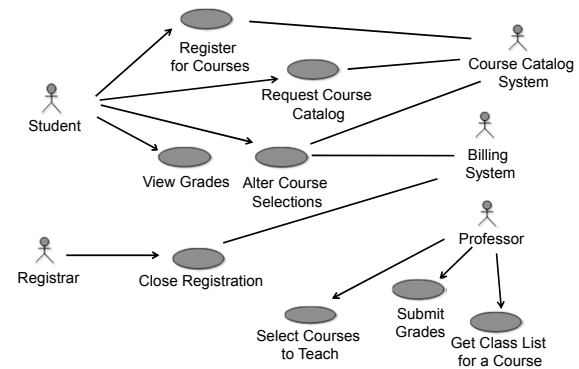 Register
for Courses
Course Catalog
System
Request Course
Catalog
Student
Billing
System
View Grades
Alter Course
Selections
Professor
Registrar
Close Registration
Submit
Grades
Select Courses
to Teach
Get Class List
for a Course